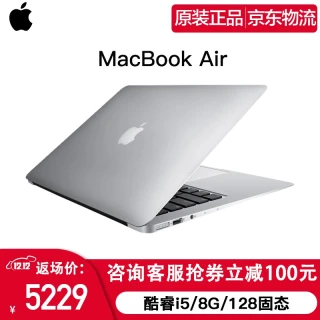 原装正品|京东物流
MacBook Air
返场价:
咨询客服抢券立减100元
¥5229
酷睿i5/8G/128固态